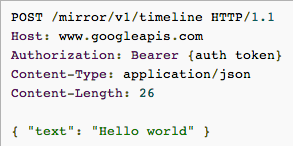 POST /mirror/v1/timeline HTTP/1.1
Host: www.googleapis.com
Authorization: Bearer {auth token}
Content-Type: application/json
Content-Length: 26

{ "text": "Hello world" }